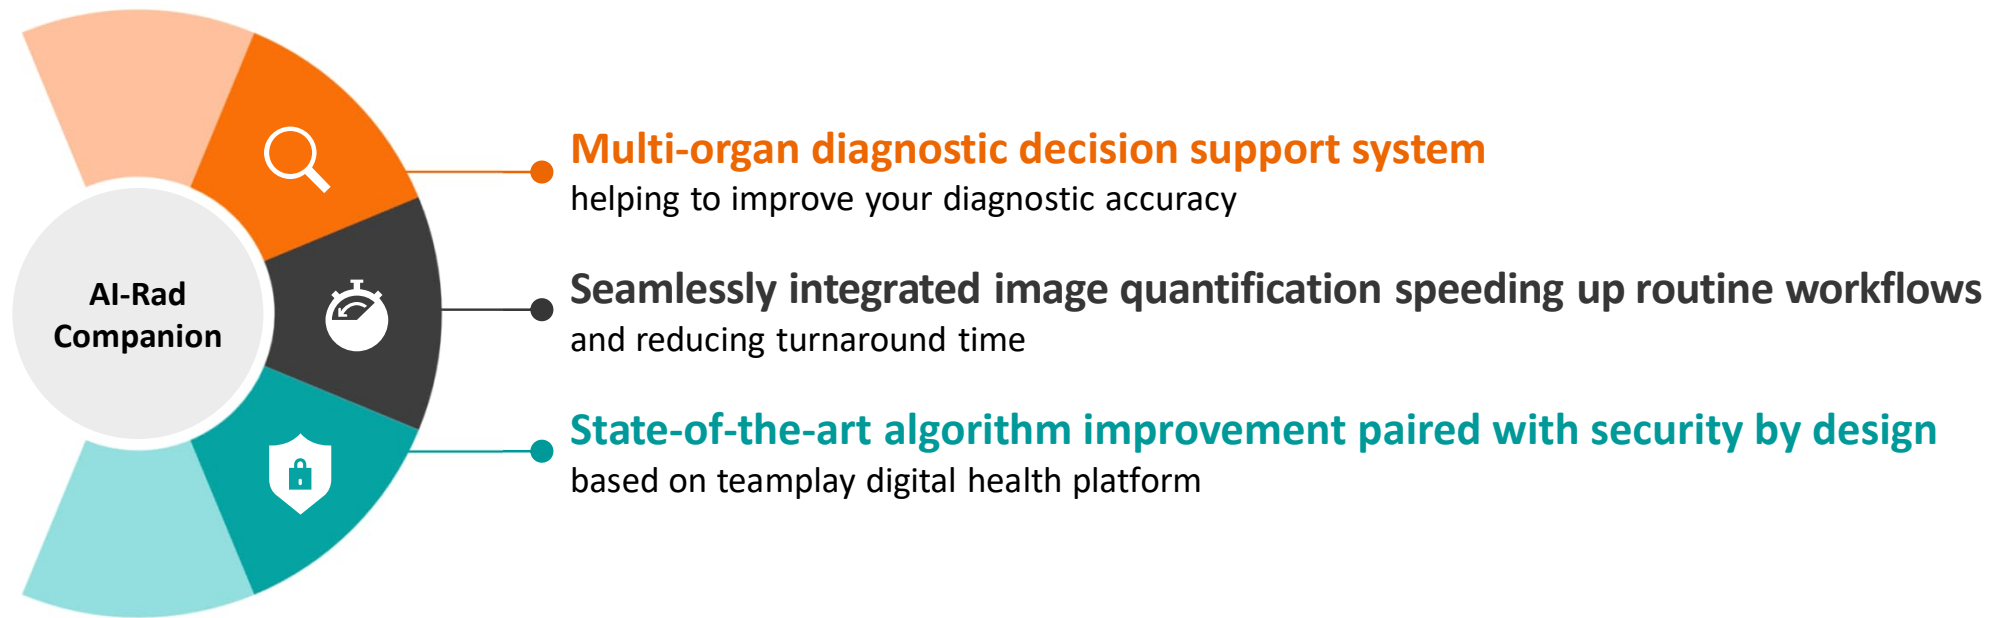 AI-Rad
Companion
Multi-organ diagnostic decision support system
helping to improve your diagnostic accuracy
Seamlessly integrated image quantification speeding up routine workflows
and reducing turnaround time
State-of-the-art algorithm improvement paired with security by design
based on teamplay digital health platform